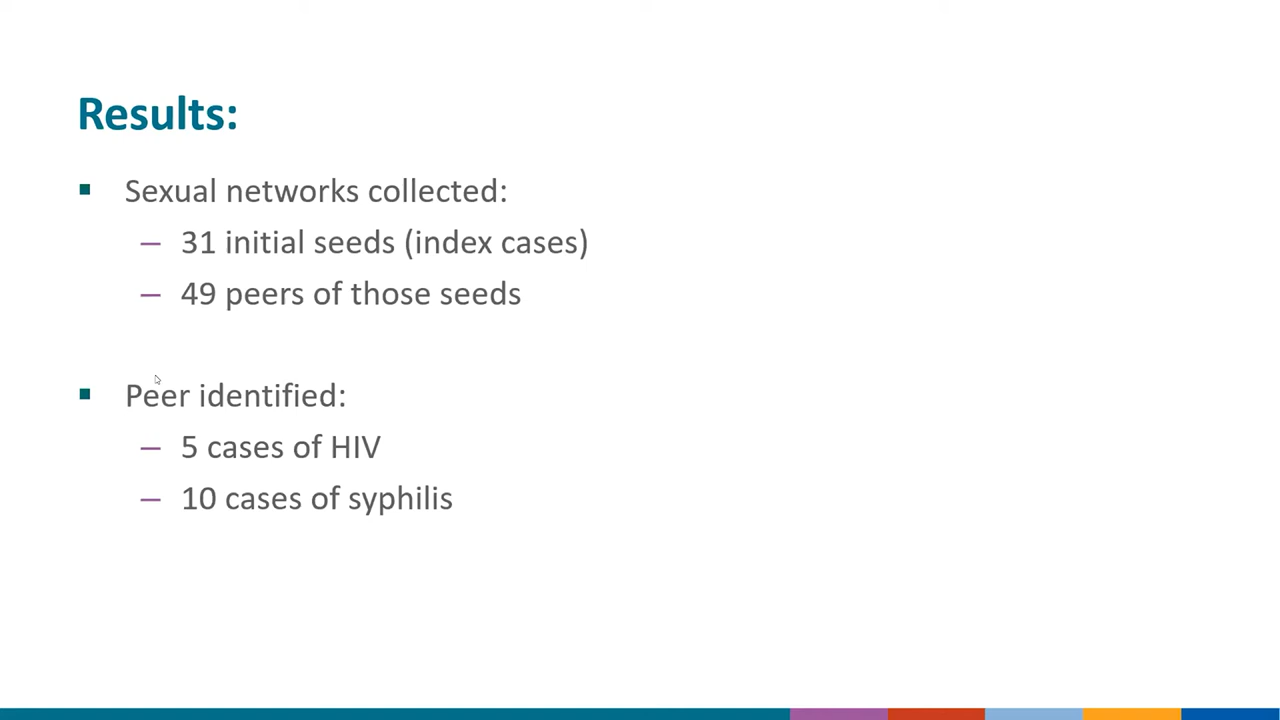 Results:
▪ Sexual networks collected:
– 31 initial seeds (index cases)
– 49 peers of those seeds
▪ Peer identified:
– 5 cases of HIV
– 10 cases of syphilis